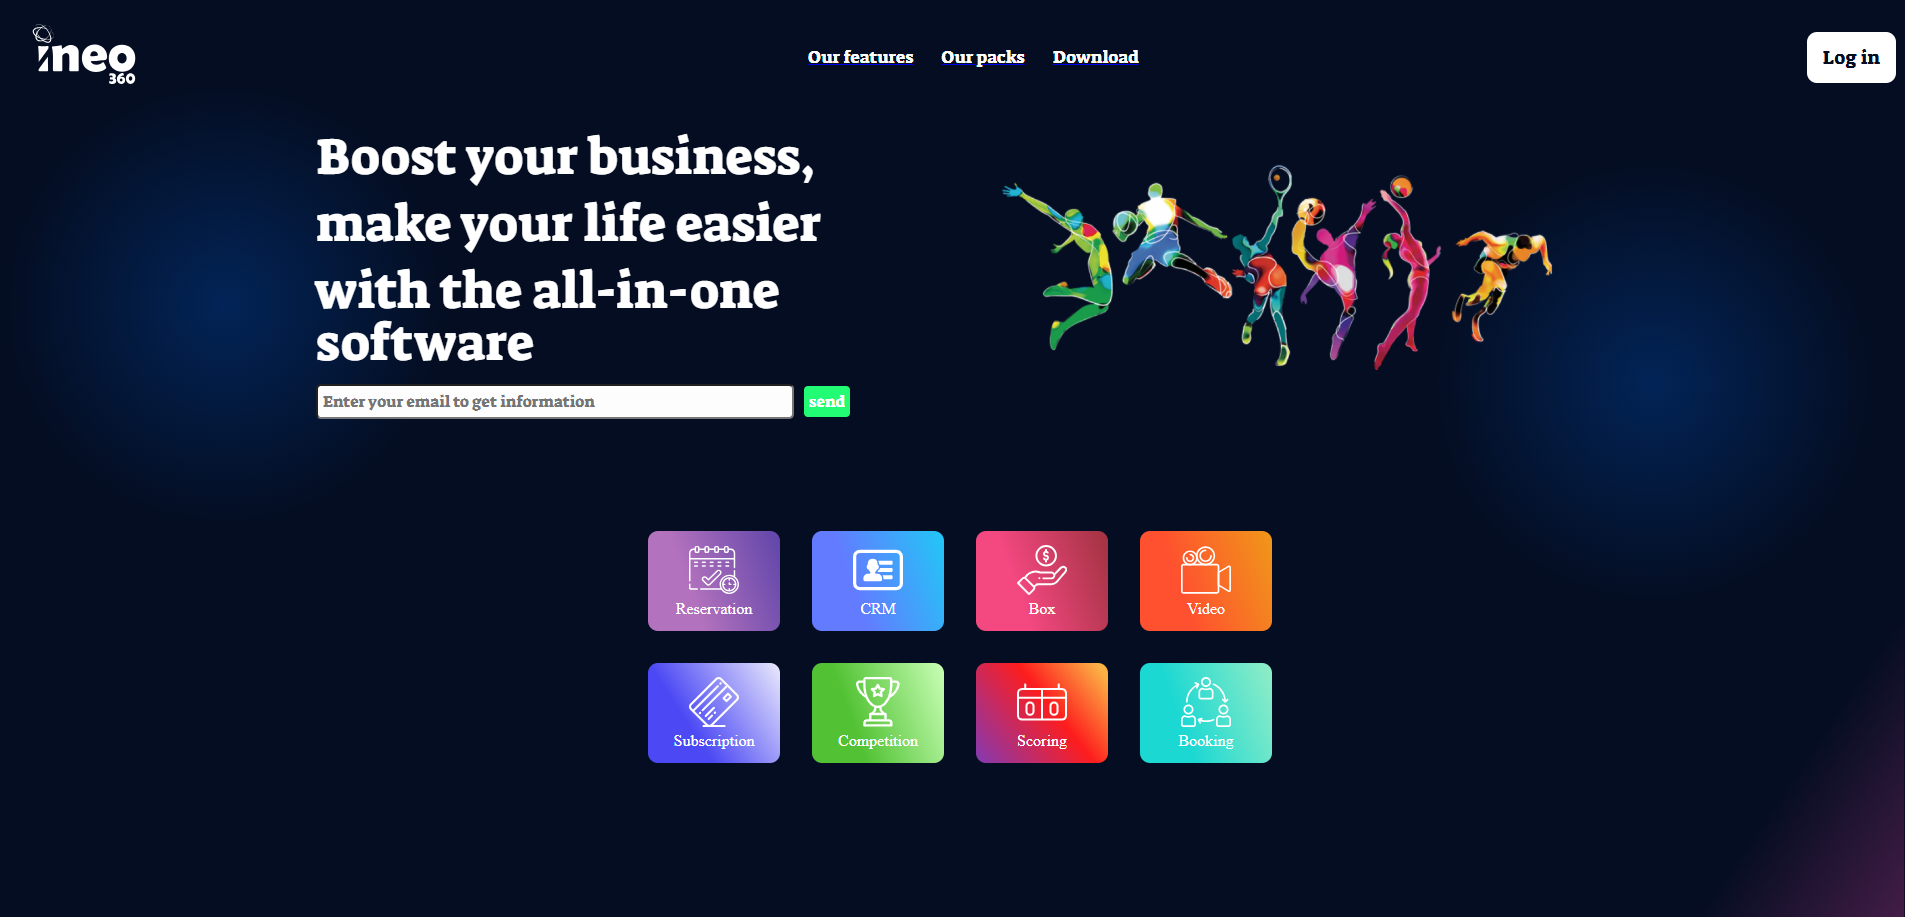 ineo
360
Our features
Our packs
Download
Log in
Boost your business,
make your life easier
with the all-in-one
software
Enter your email to get information
send
$
Reservation
CRM
Box
Video
0 0
Subscription
Competition
Scoring
Booking